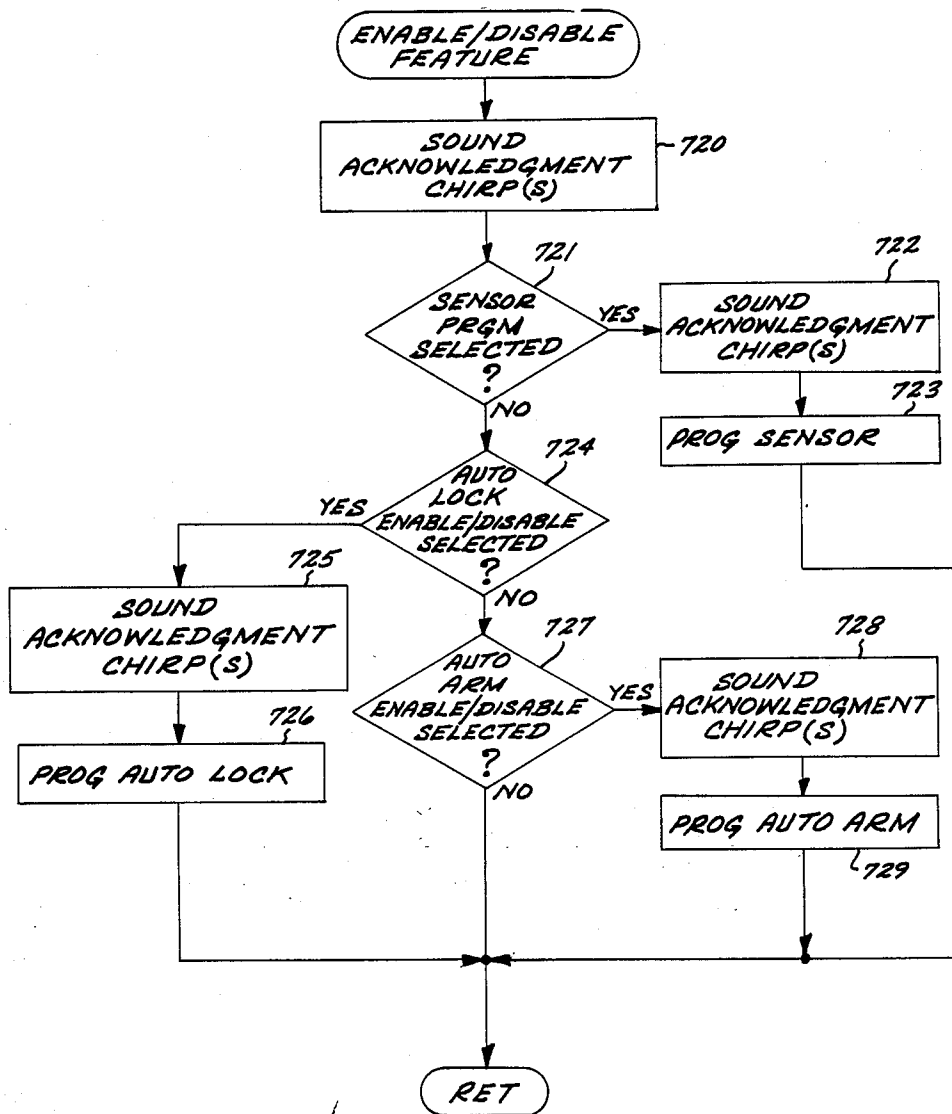 ENABLE/DISABLE
FEATURE
SOUND
ACKNOWLEDGMENT
CHIRP(S)
720
721
SENSOR
PRGM
SELECTED
?
YES
NO
722
SOUND
ACKNOWLEDGMENT
CHIRP(S)
723
PROG SENSOR
724
AUTO
LOCK
ENABLE/DISABLE
SELECTED
?
YES
NO
725
SOUND
ACKNOWLEDGMENT
CHIRP(S)
726
PROG AUTO LOCK
727
AUTO
ARM
ENABLE/DISABLE
SELECTED
?
YES
NO
728
SOUND
ACKNOWLEDGMENT
CHIRP(S)
PROG AUTO ARM
729
RET